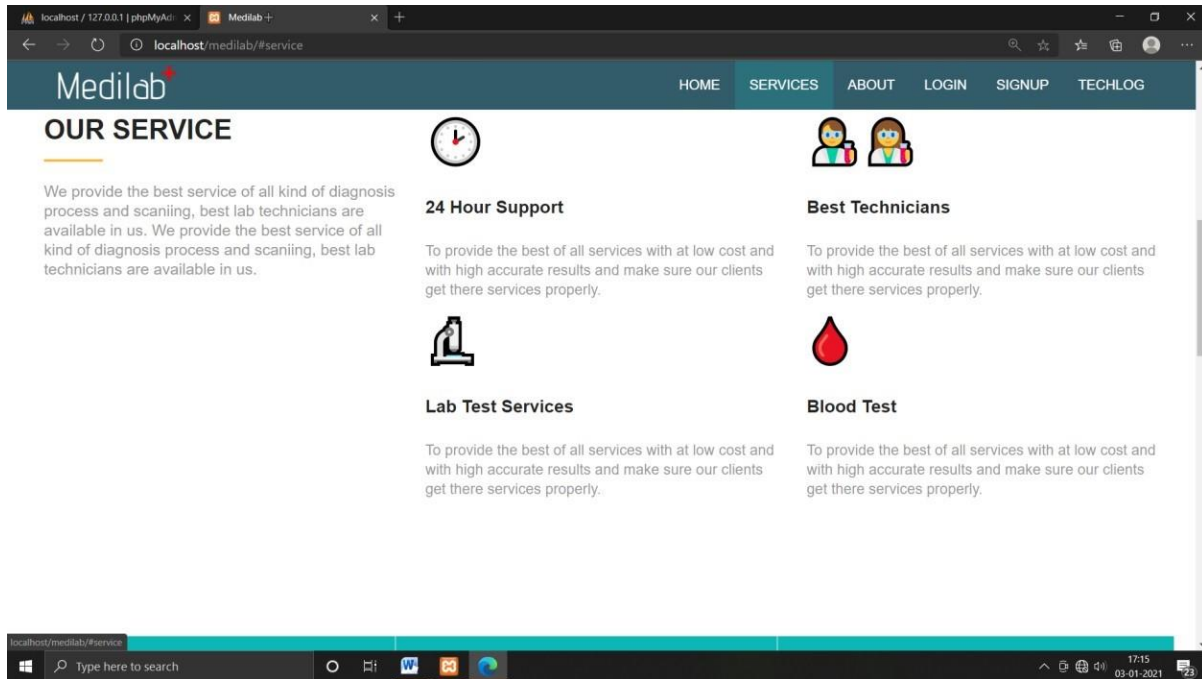 localhost / 127.0.0.1 | phpMyAd
Medilab +
localhost/medilab/#service
Medilab+
HOME
SERVICES
ABOUT
LOGIN
SIGNUP
TECHLOG
OUR SERVICE
We provide the best service of all kind of diagnosis
process and scaniing, best lab technicians are
available in us. We provide the best service of all
kind of diagnosis process and scaniing, best lab
technicians are available in us.
24 Hour Support
To provide the best of all services with at low cost and
with high accurate results and make sure our clients
get there services properly.
Best Technicians
To provide the best of all services with at low cost and
with high accurate results and make sure our clients
get there services properly.
Lab Test Services
To provide the best of all services with at low cost and
with high accurate results and make sure our clients
get there services properly.
Blood Test
To provide the best of all services with at low cost and
with high accurate results and make sure our clients
get there services properly.
localhost/medilab/#service
Type here to search
17:15
03-01-2021
23